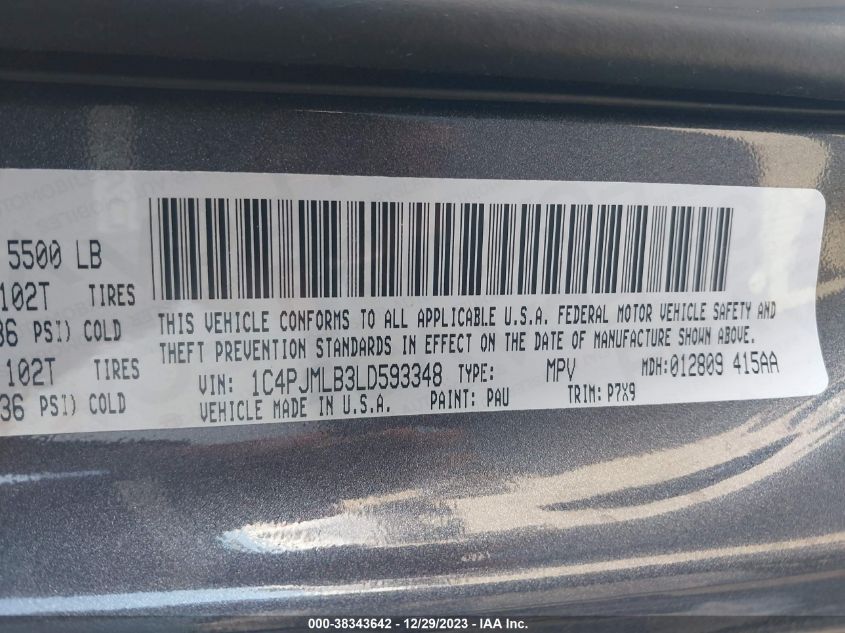 5500 LB
102T TIRES
36 PSI) COLD
102T TIRES
36 PSI) COLD
THIS VEHICLE CONFORMS TO ALL APPLICABLE U.S.A. FEDERAL MOTOR VEHICLE SAFETY AND
THEFT PREVENTION STANDARDS IN EFFECT ON THE DATE OF MANUFACTURE SHOWN ABOVE.
VIN: 1C4PJMLB3LD593348 TYPE: MPV MDH:012809 415AA
VEHICLE MADE IN U.S.A. PAINT: PAU TRIM: P7X9
000-38343642 - 12/29/2023 - IAA Inc.